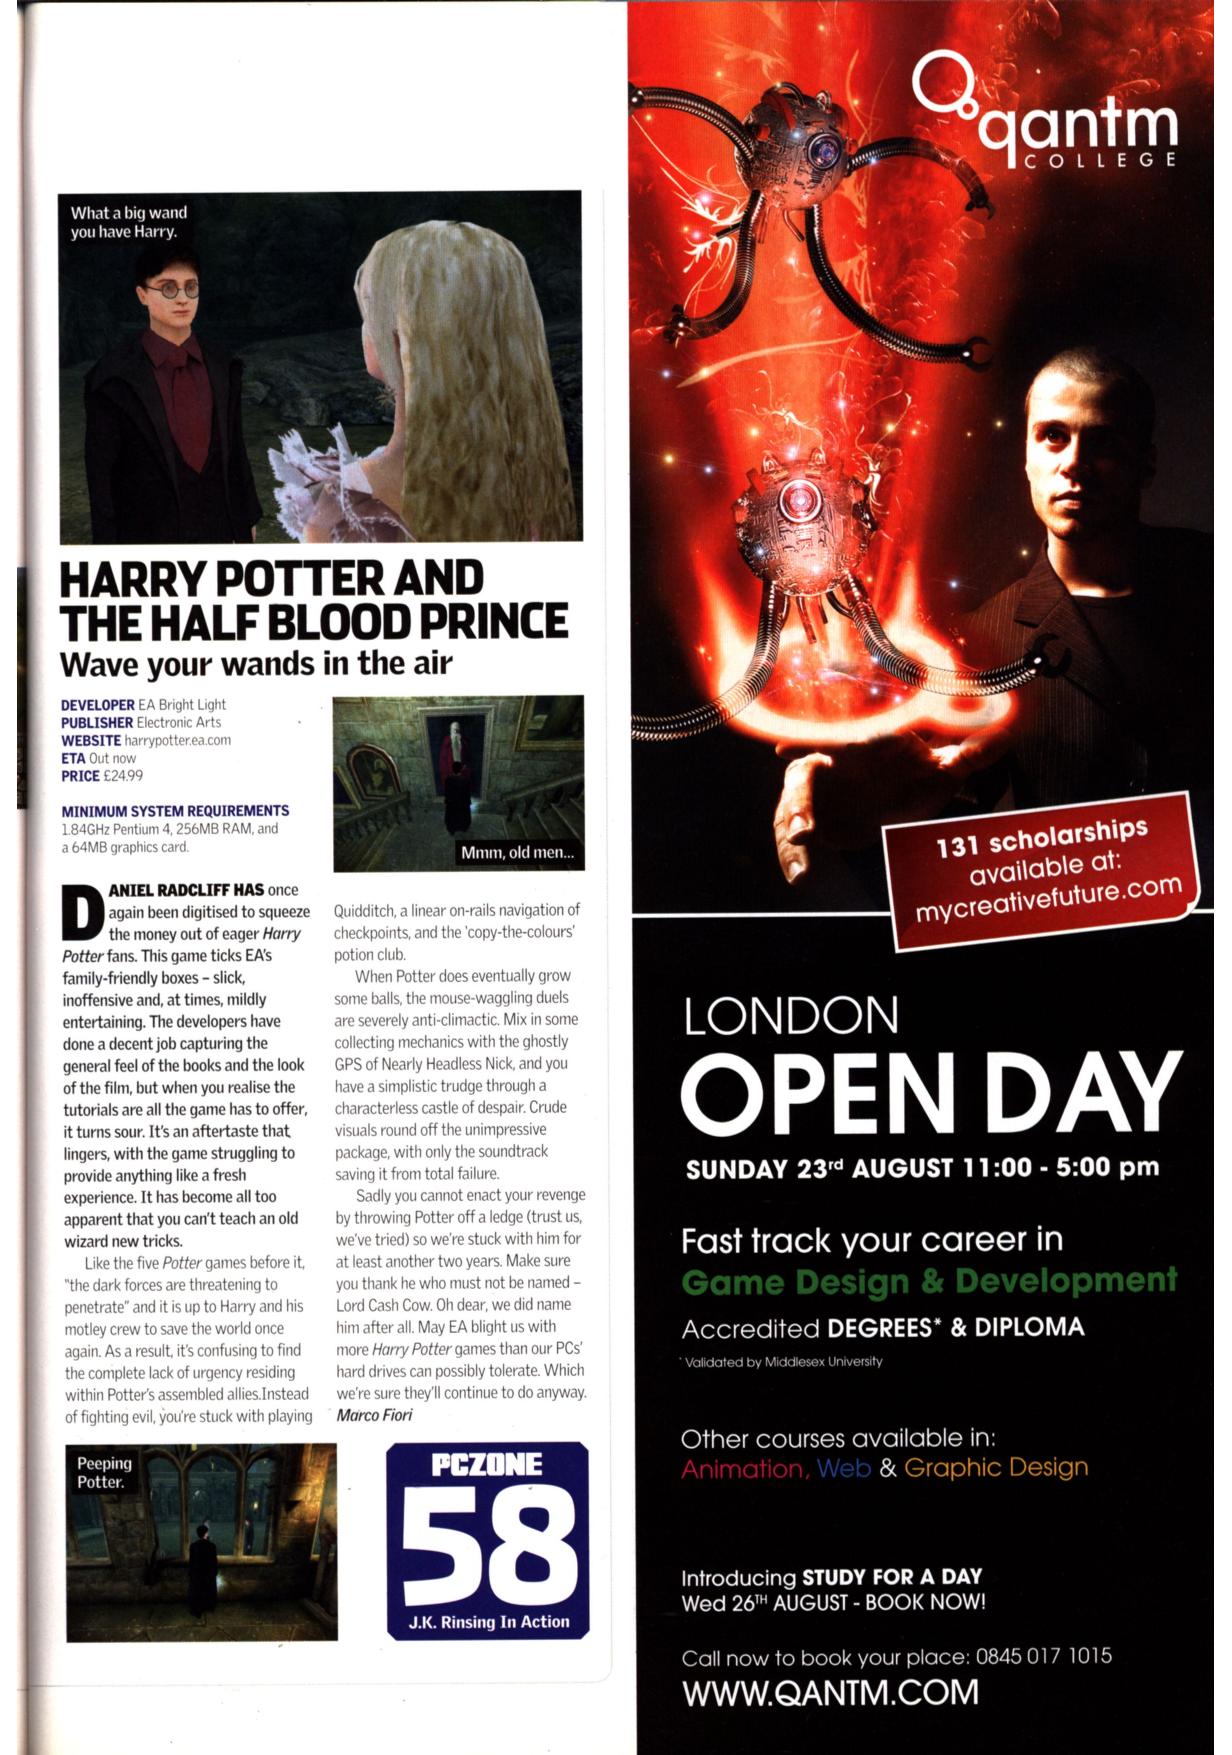 What a big wand
you have Harry.
HARRY POTTER AND
THE HALF BLOOD PRINCE
Wave your wands in the air
DEVELOPER EA Bright Light
PUBLISHER Electronic Arts
WEBSITE harrypotter.ea.com
ETA Out now
PRICE £24.99
MINIMUM SYSTEM REQUIREMENTS
1.84GHz Pentium 4, 256MB RAM, and
a 64MB graphics card.
Mmm, old men...
DANIEL RADCLIFF HAS once
again been digitised to squeeze
the money out of eager Harry
Potter fans. This game ticks EA's
family-friendly boxes – slick,
inoffensive and, at times, mildly
entertaining. The developers have
done a decent job capturing the
general feel of the books and the look
of the film, but when you realise the
tutorials are all the game has to offer,
it turns sour. It's an aftertaste that
lingers, with the game struggling to
provide anything like a fresh
experience. It has become all too
apparent that you can't teach an old
wizard new tricks.
Like the five Potter games before it,
"the dark forces are threatening to
penetrate" and it is up to Harry and his
motley crew to save the world once
again. As a result, it's confusing to find
the complete lack of urgency residing
within Potter's assembled allies.Instead
of fighting evil, you're stuck with playing
Quidditch, a linear on-rails navigation of
checkpoints, and the 'copy-the-colours'
potion club.
When Potter does eventually grow
some balls, the mouse-waggling duels
are severely anti-climactic. Mix in some
collecting mechanics with the ghostly
GPS of Nearly Headless Nick, and you
have a simplistic trudge through a
characterless castle of despair. Crude
visuals round off the unimpressive
package, with only the soundtrack
saving it from total failure.
Sadly you cannot enact your revenge
by throwing Potter off a ledge (trust us,
we've tried) so we're stuck with him for
at least another two years. Make sure
you thank he who must not be named –
Lord Cash Cow. Oh dear, we did name
him after all. May EA blight us with
more Harry Potter games than our PCs'
hard drives can possibly tolerate. Which
we're sure they'll continue to do anyway.
Marco Fiori
Peeping
Potter.
PCZONE
58
J.K. Rinsing In Action
qantm
COLLEGE
131 scholarships
available at:
mycreativefuture.com
LONDON
OPEN DAY
SUNDAY 23rd AUGUST 11:00 - 5:00 pm
Fast track your career in
Game Design & Development
Accredited DEGREES* & DIPLOMA
* Validated by Middlesex University
Other courses available in:
Animation, Web & Graphic Design
Introducing STUDY FOR A DAY
Wed 26TH AUGUST - BOOK NOW!
Call now to book your place: 0845 017 1015
WWW.QANTM.COM